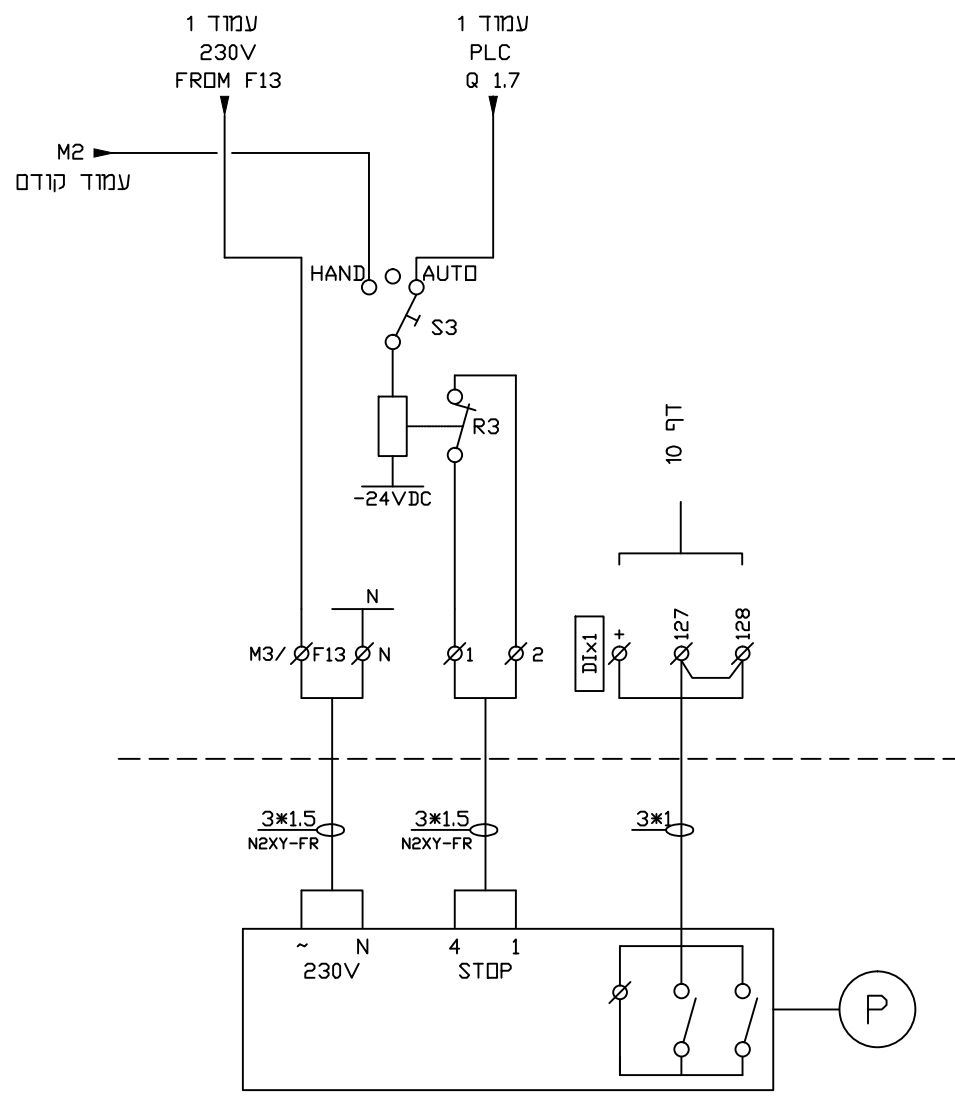 עמוד 1
230V
FROM F13
עמוד 1
PLC
Q 1.7
M2
עמוד קודם
HAND
AUTO
S3
R3
-24VDC
דף 10
N
M3/
F13
N
1
2
DIx1
+
127
128
3*1.5
N2XY-FR
3*1.5
N2XY-FR
3*1
~
N
230V
4
1
STOP
P